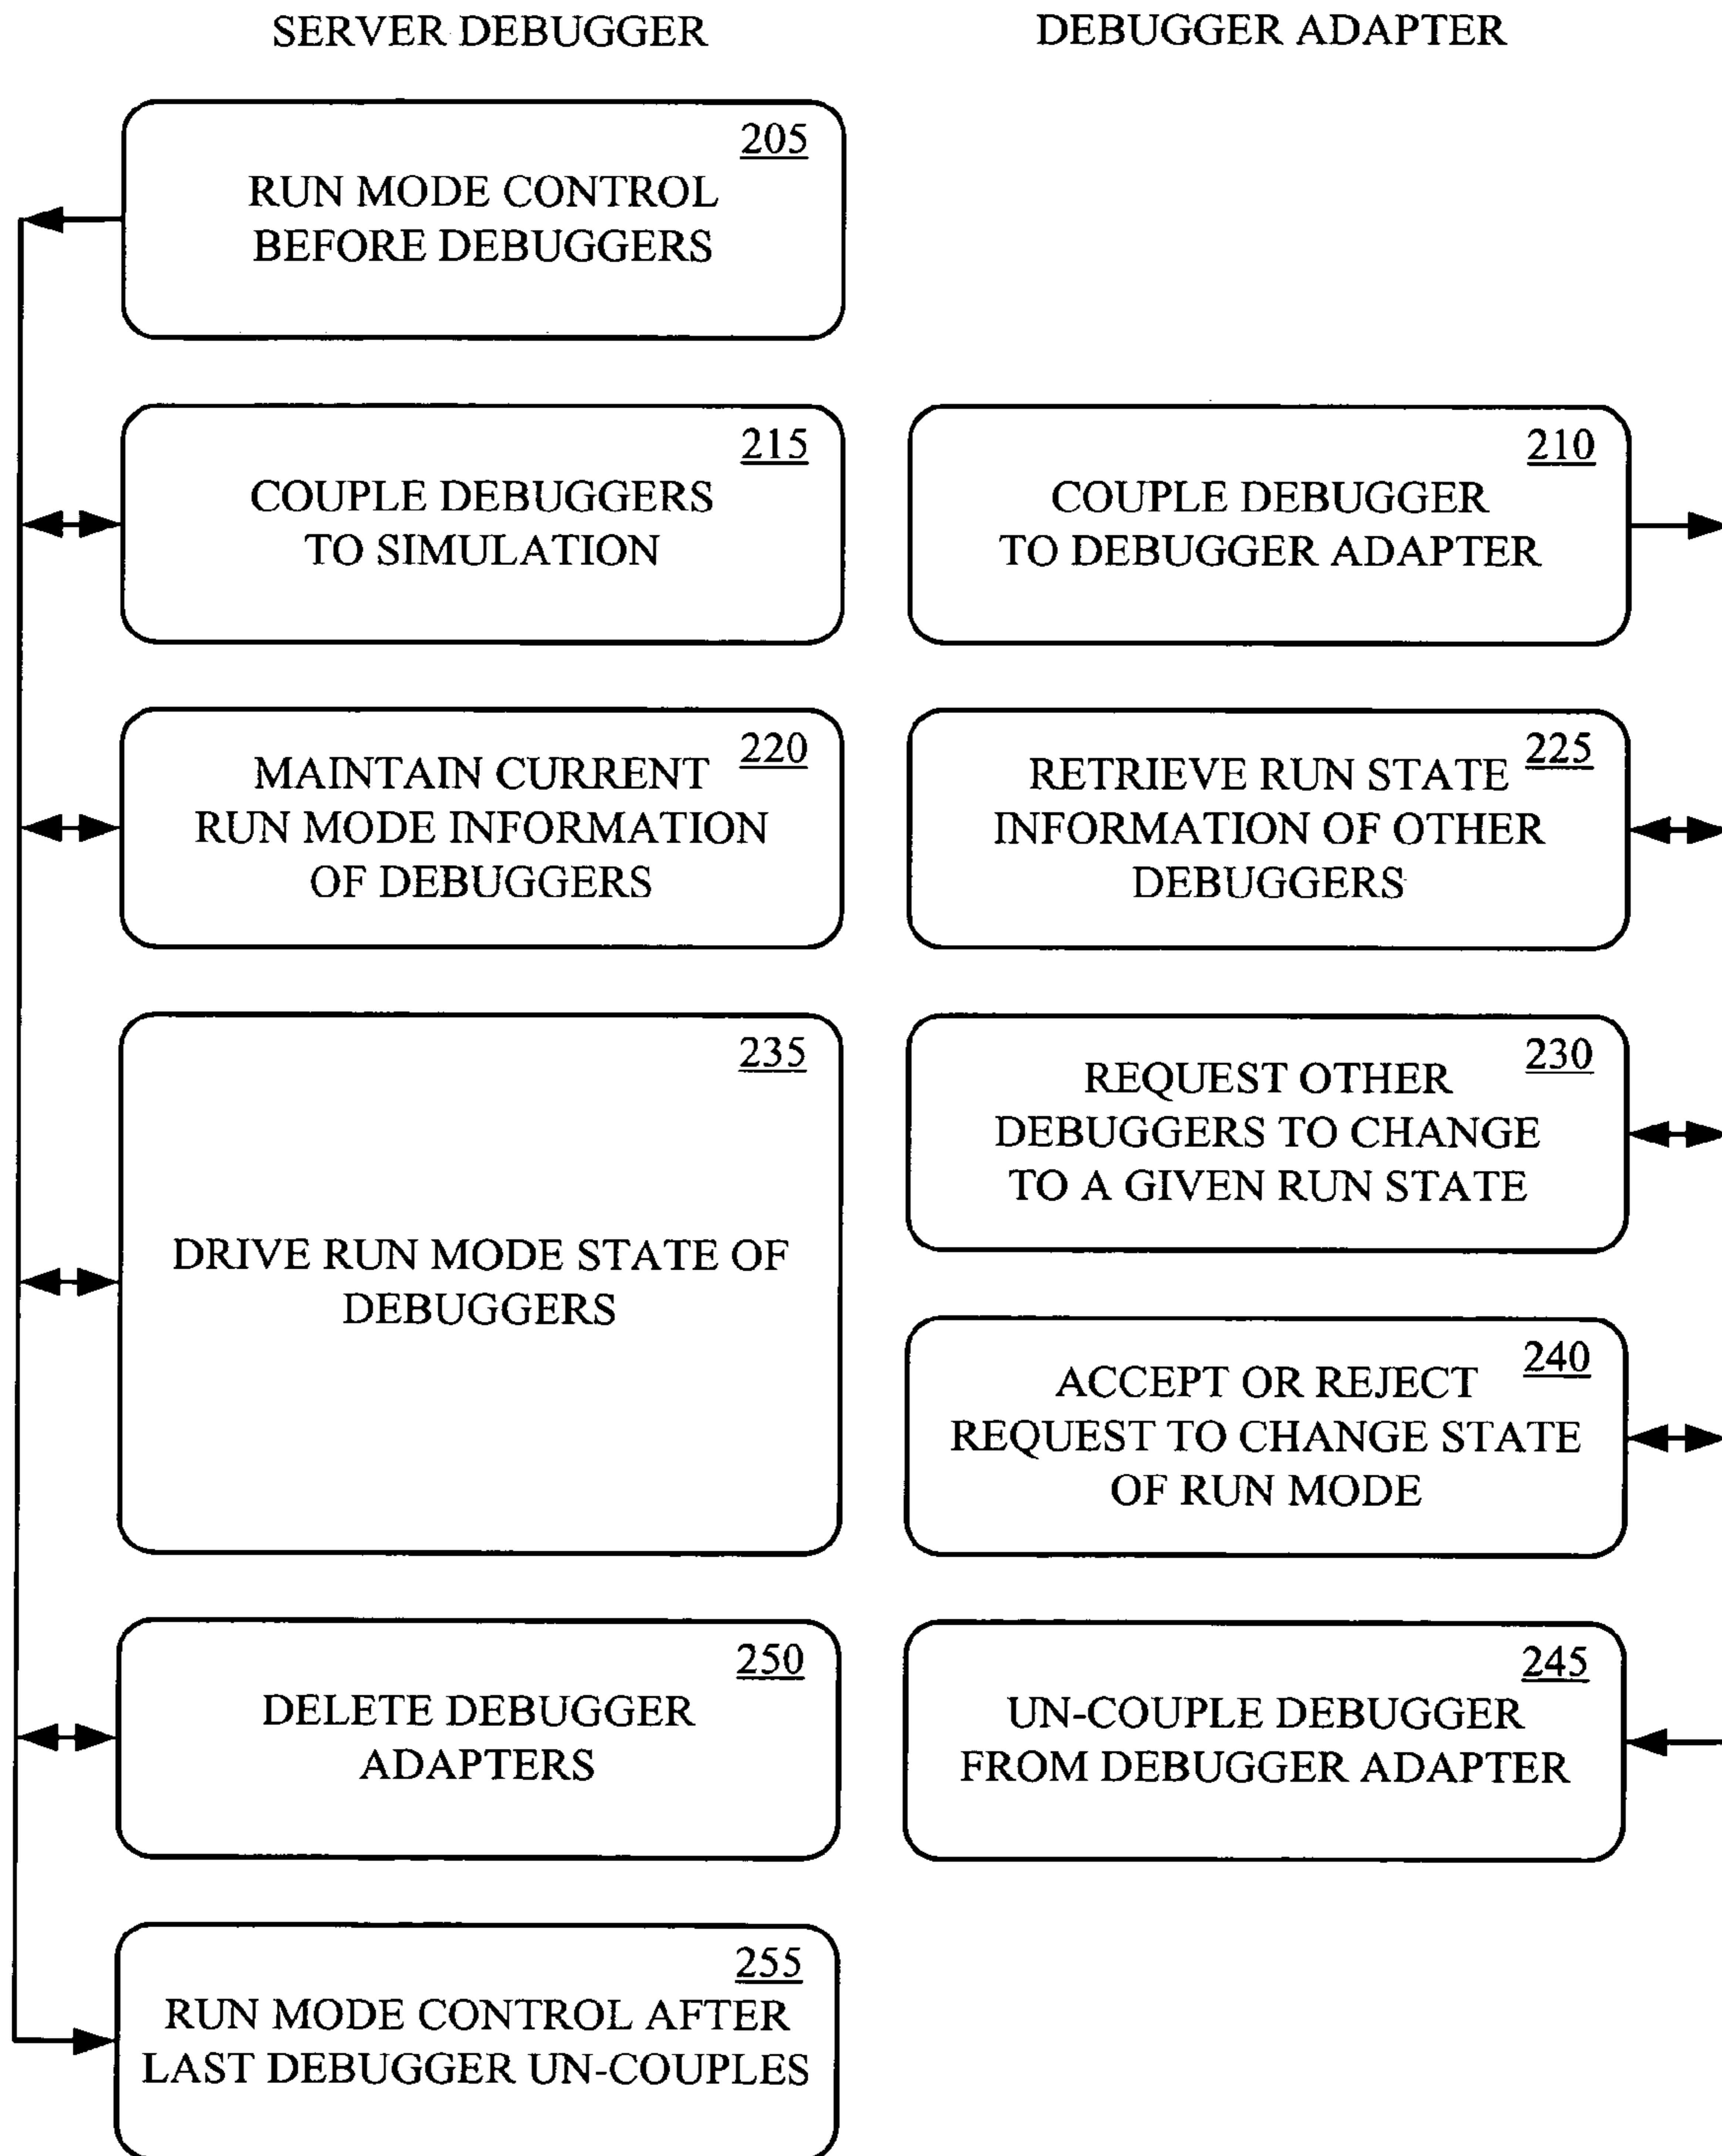 SERVER DEBUGGER
DEBUGGER ADAPTER
205
RUN MODE CONTROL
BEFORE DEBUGGERS
215
COUPLE DEBUGGERS
TO SIMULATION
210
COUPLE DEBUGGER
TO DEBUGGER ADAPTER
220
MAINTAIN CURRENT
RUN MODE INFORMATION
OF DEBUGGERS
225
RETRIEVE RUN STATE
INFORMATION OF OTHER
DEBUGGERS
235
DRIVE RUN MODE STATE OF
DEBUGGERS
230
REQUEST OTHER
DEBUGGERS TO CHANGE
TO A GIVEN RUN STATE
240
ACCEPT OR REJECT
REQUEST TO CHANGE STATE
OF RUN MODE
250
DELETE DEBUGGER
ADAPTERS
245
UN-COUPLE DEBUGGER
FROM DEBUGGER ADAPTER
255
RUN MODE CONTROL AFTER
LAST DEBUGGER UN-COUPLES